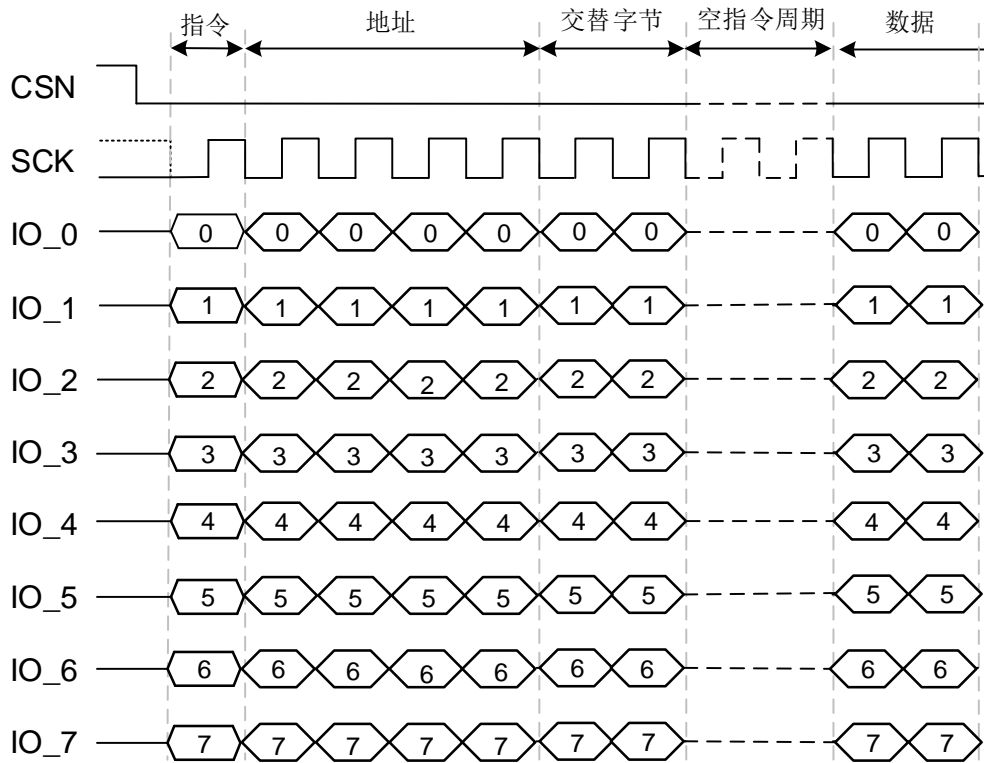 指令 地址 交替字节 空指令周期 数据
CSN
SCK
IO_0 0 0 0 0 0 0 0 0 0
IO_1 1 1 1 1 1 1 1 1 1
IO_2 2 2 2 2 2 2 2 2 2
IO_3 3 3 3 3 3 3 3 3 3
IO_4 4 4 4 4 4 4 4 4 4
IO_5 5 5 5 5 5 5 5 5 5
IO_6 6 6 6 6 6 6 6 6 6
IO_7 7 7 7 7 7 7 7 7 7